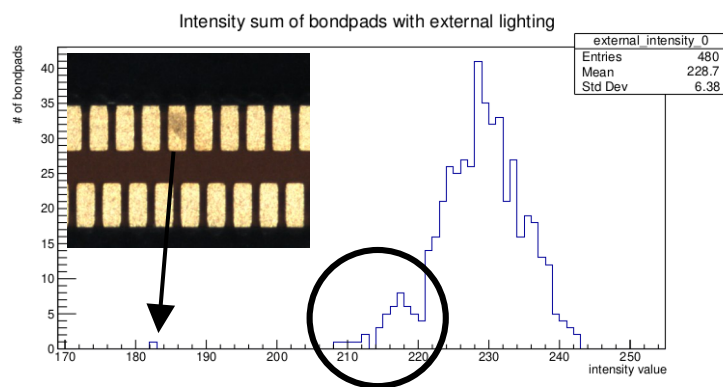 Intensity sum of bondpads with external lighting
external_intensity_0
Entries 480
Mean 228.7
Std Dev 6.38
# of bondpads
40
35
30
25
20
15
10
5
0
170 180 190 200 210 220 230 240 250
intensity value